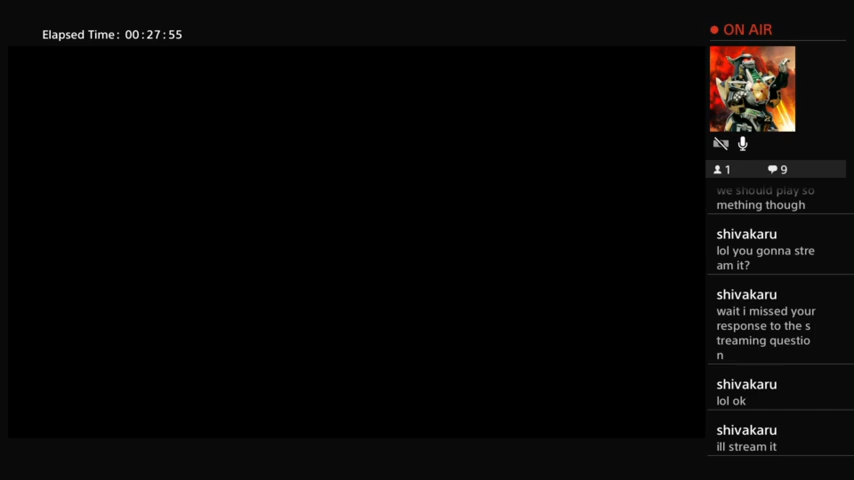 Elapsed Time: 00:27:55
ON AIR
1 9
we should play so
mething though
shivakaru
lol you gonna stre
am it?
shivakaru
wait i missed your
response to the s
treaming questio
n
shivakaru
lol ok
shivakaru
ill stream it